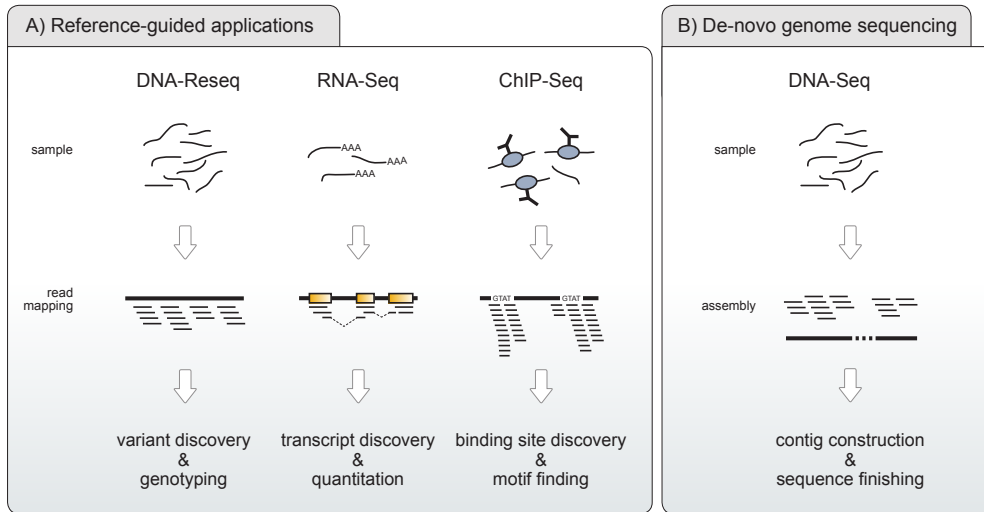 A) Reference-guided applications
DNA-Reseq
RNA-Seq
ChIP-Seq
sample
AAA
AAA
AAA
read
mapping
GTAT
GTAT
variant discovery
&
genotyping
transcript discovery
&
quantitation
binding site discovery
&
motif finding
B) De-novo genome sequencing
DNA-Seq
sample
assembly
contig construction
&
sequence finishing